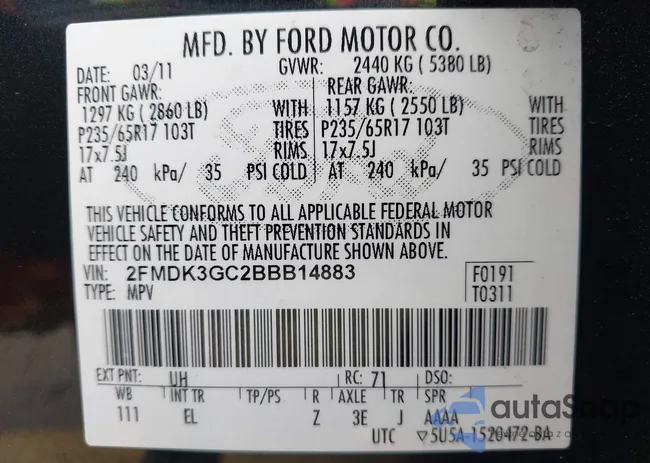 MFD. BY FORD MOTOR CO.
DATE: 03/11 GVWR: 2440 KG ( 5380 LB)
FRONT GAWR: REAR GAWR:
1297 KG ( 2860 LB) WITH 1157 KG ( 2550 LB) WITH
P235/65R17 103T TIRES P235/65R17 103T TIRES
17x7.5J RIMS 17x7.5J RIMS
AT 240 kPa/ 35 PSI COLD AT 240 kPa/ 35 PSI COLD
THIS VEHICLE CONFORMS TO ALL APPLICABLE FEDERAL MOTOR
VEHICLE SAFETY AND THEFT PREVENTION STANDARDS IN
EFFECT ON THE DATE OF MANUFACTURE SHOWN ABOVE.
VIN: 2FMDK3GC2BBB14883 F0191
TYPE: MPV T0311
EXT PNT: UH RC: 71 DSO:
WB INT TR TP/PS R AXLE TR SPR
111 EL Z 3E J AAAA
UTC ▽5U5A-1520472-BA
autaSnap